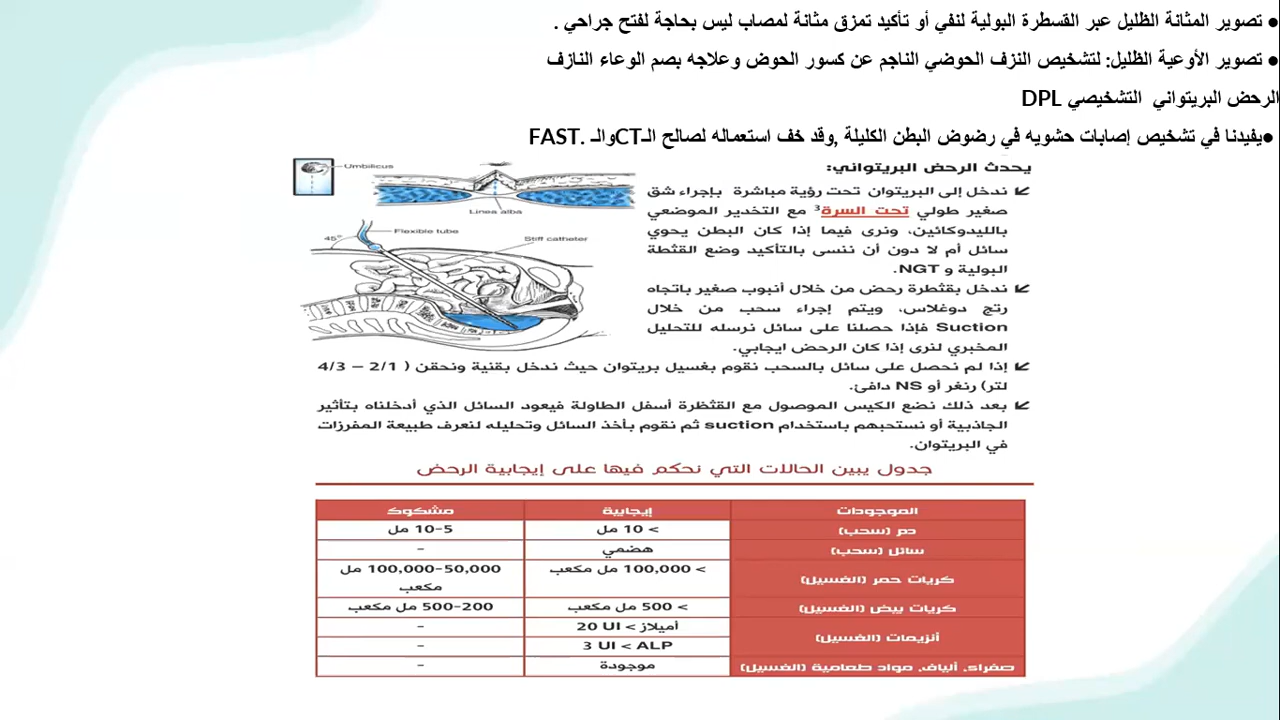 ● تصوير المثانة الظليل عبر القسطرة البولية لنفي أو تأكيد تمزق مثانة لمصاب ليس بحاجة لفتح جراحي .
● تصوير الأوعية الظليل: لتشخيص النزف الحوضي الناجم عن كسور الحوض وعلاجه بصم الوعاء النازف
الرحض البريتواني التشخيصي DPL
●يفيدنا في تشخيص إصابات حشويه في رضوض البطن الكليلة ,وقد خف استعماله لصالح الـCTوالـ .FAST
Umbilicus
Linea alba
Flexible tube
45°
Stiff catheter
يحدث الرحض البريتواني:
ندخل إلى البريتوان تحت رؤية مباشرة بإجراء شق
صغير طولي تحت السرة³ مع التخدير الموضعي
بالليدوكائين، ونرى فيما إذا كان البطن يحوي
سائل أم لا دون أن ننسى بالتأكيد وضع القثطة
البولية و NGT.
ندخل بقثطرة رحض من خلال أنبوب صغير باتجاه
رتج دوغلاس، ويتم إجراء سحب من خلال
Suction فإذا حصلنا على سائل نرسله للتحليل
المخبري لنرى إذا كان الرحض ايجابي.
إذا لم نحصل على سائل بالسحب نقوم بغسيل بريتوان حيث ندخل بقنية ونحقن ( 2/1 – 4/3
لتر) رنغر أو NS دافئ.
بعد ذلك نضع الكيس الموصول مع القثظرة أسفل الطاولة فيعود السائل الذي أدخلناه بتأثير
الجاذبية أو نستحبهم باستخدام suction ثم نقوم بأخذ السائل وتحليله لنعرف طبيعة المفرزات
في البريتوان.
جدول يبين الحالات التي نحكم فيها على إيجابية الرحض
الموجودات إيجابية مشكوك
دم (سحب) > 10 مل 5-10 مل
سائل (سحب) هضمي -
كريات حمر (الغسيل) > 100,000 مل مكعب 50,000-100,000 مل
مكعب
كريات بيض (الغسيل) > 500 مل مكعب 200-500 مل مكعب
أنزيمات (الغسيل) أميلاز > 20 UI -
ALP > 3 UI -
صفراء، ألياف، مواد طعامية (الغسيل) موجودة -